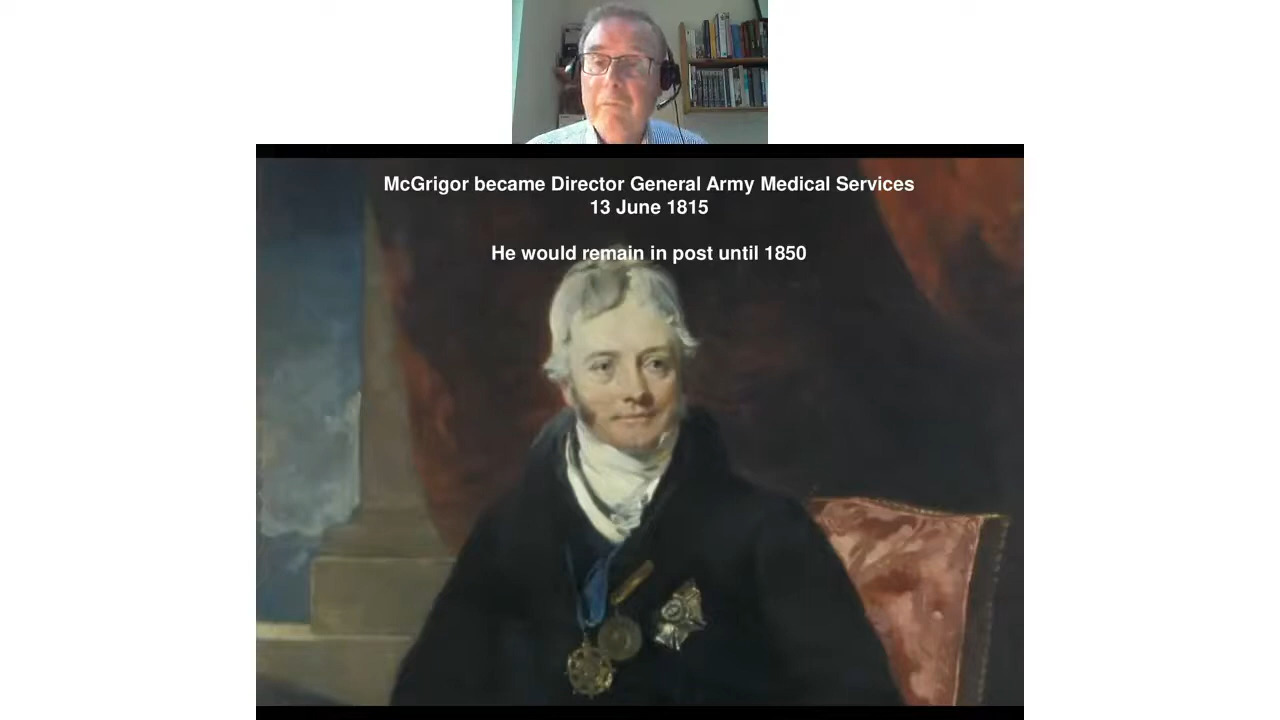 McGrigor became Director General Army Medical Services
13 June 1815
He would remain in post until 1850